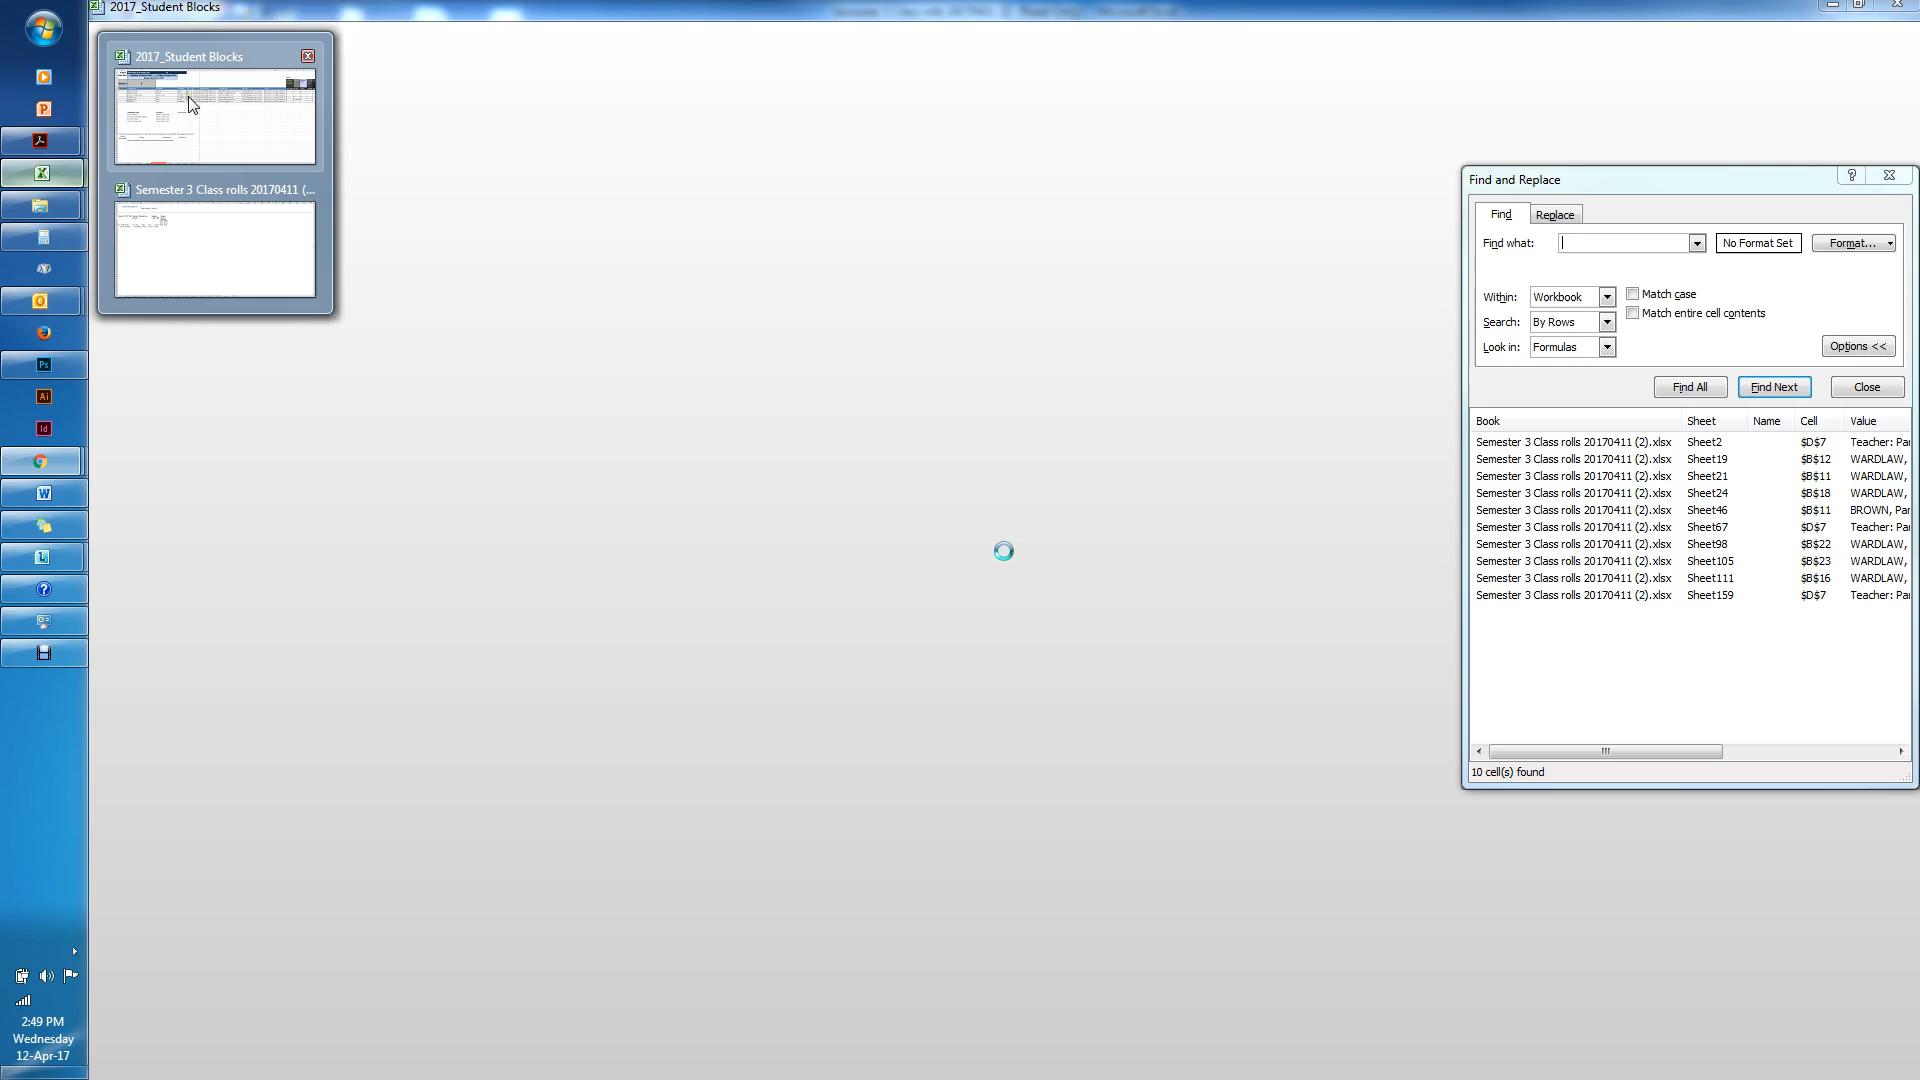 2017_Student Blocks
2017_Student Blocks
Semester 3 Class rolls 20170411 (...
Find and Replace
Find
Replace
Find what:
No Format Set
Format...
Within:
Workbook
Match case
Match entire cell contents
Search:
By Rows
Look in:
Formulas
Options <<
Find All
Find Next
Close
Book Sheet Name Cell Value
Semester 3 Class rolls 20170411 (2).xlsx Sheet2 $D$7 Teacher: Pa
Semester 3 Class rolls 20170411 (2).xlsx Sheet19 $B$12 WARDLAW,
Semester 3 Class rolls 20170411 (2).xlsx Sheet21 $B$11 WARDLAW,
Semester 3 Class rolls 20170411 (2).xlsx Sheet24 $B$18 WARDLAW,
Semester 3 Class rolls 20170411 (2).xlsx Sheet46 $B$11 BROWN, Pa
Semester 3 Class rolls 20170411 (2).xlsx Sheet67 $D$7 Teacher: Pa
Semester 3 Class rolls 20170411 (2).xlsx Sheet98 $B$22 WARDLAW,
Semester 3 Class rolls 20170411 (2).xlsx Sheet105 $B$23 WARDLAW,
Semester 3 Class rolls 20170411 (2).xlsx Sheet111 $B$16 WARDLAW,
Semester 3 Class rolls 20170411 (2).xlsx Sheet159 $D$7 Teacher: Pa
10 cell(s) found
Ps
Ai
Id
W
2:49 PM
Wednesday
12-Apr-17